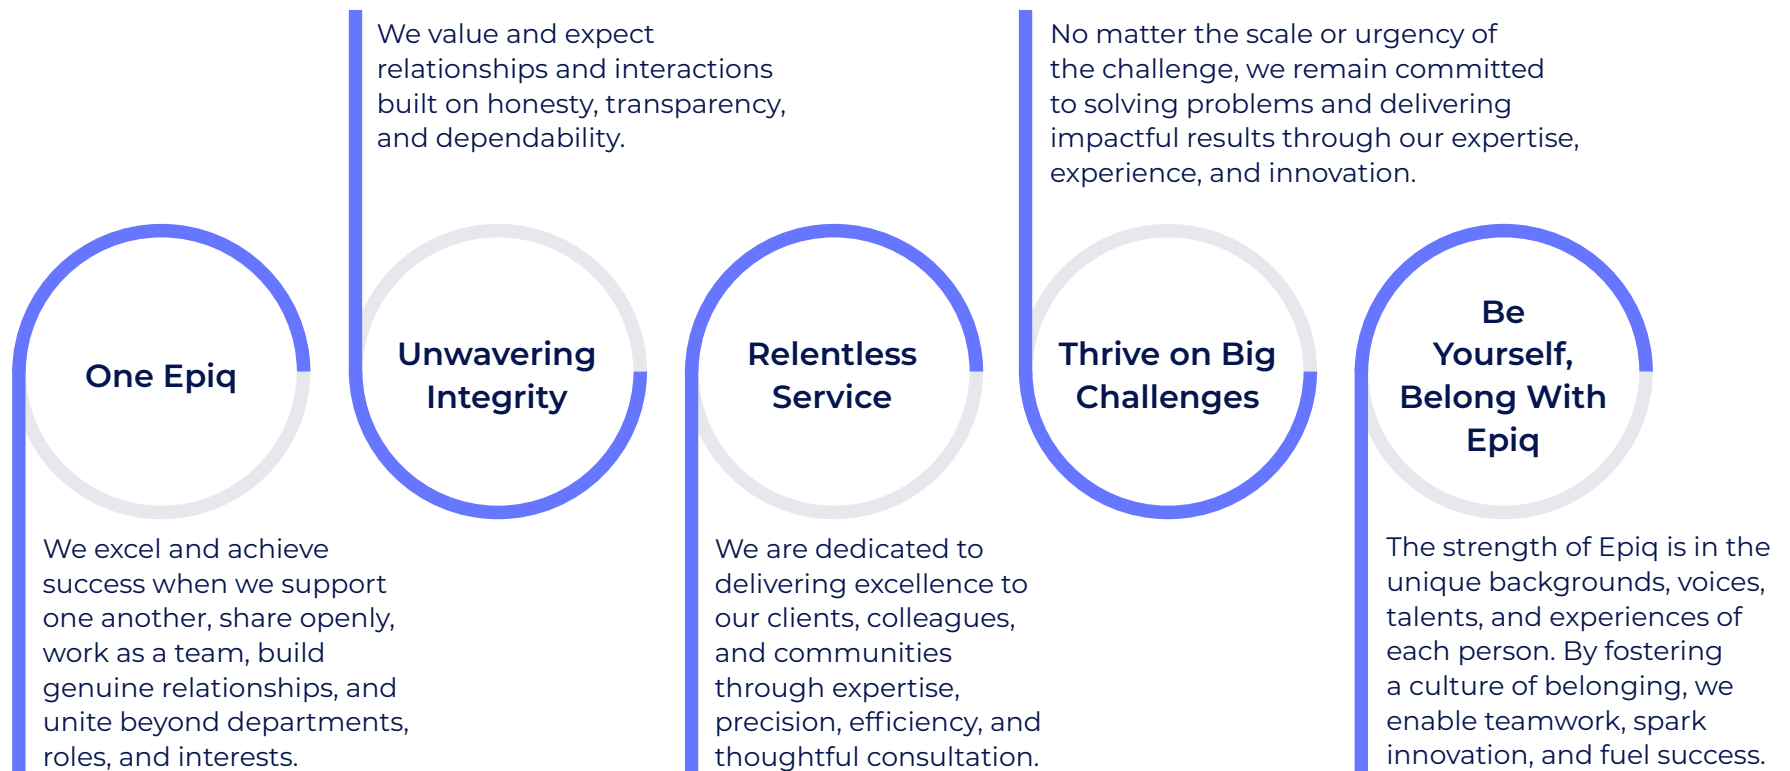 One Epiq
We excel and achieve
success when we support
one another, share openly,
work as a team, build
genuine relationships, and
unite beyond departments,
roles, and interests.
We value and expect
relationships and interactions
built on honesty, transparency,
and dependability.
Unwavering
Integrity
Relentless
Service
We are dedicated to
delivering excellence to
our clients, colleagues,
and communities
through expertise,
precision, efficiency, and
thoughtful consultation.
No matter the scale or urgency of
the challenge, we remain committed
to solving problems and delivering
impactful results through our expertise,
experience, and innovation.
Thrive on Big
Challenges
Be
Yourself,
Belong With
Epiq
The strength of Epiq is in the
unique backgrounds, voices,
talents, and experiences of
each person. By fostering
a culture of belonging, we
enable teamwork, spark
innovation, and fuel success.